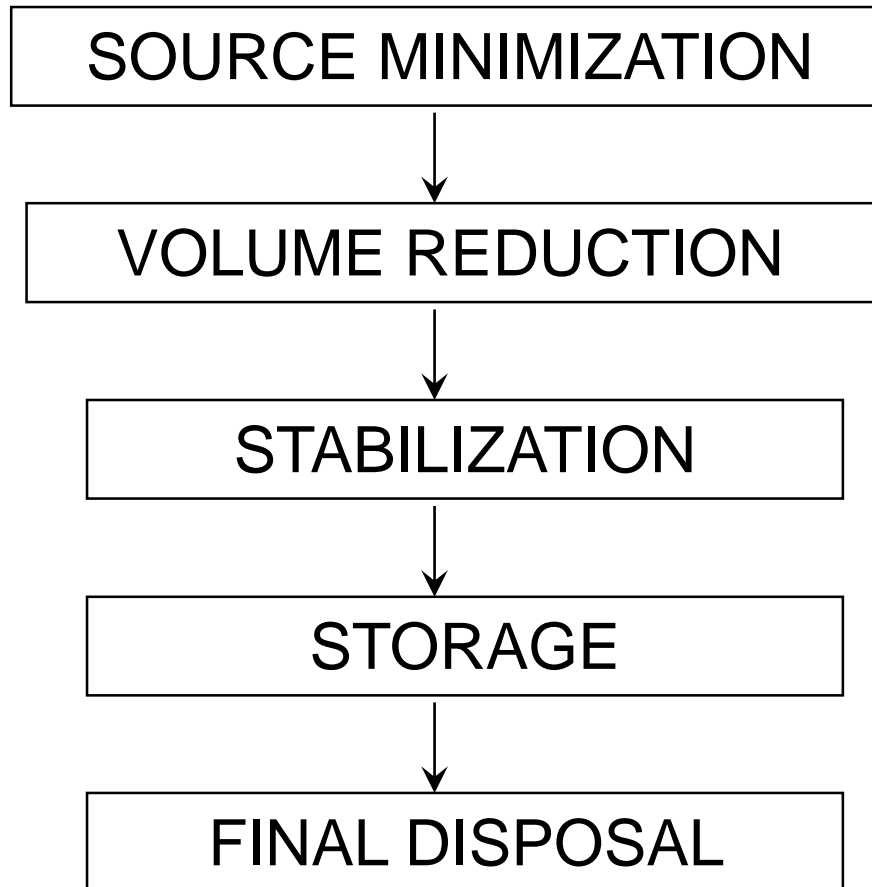 SOURCE MINIMIZATION
VOLUME REDUCTION
STABILIZATION
STORAGE
FINAL DISPOSAL